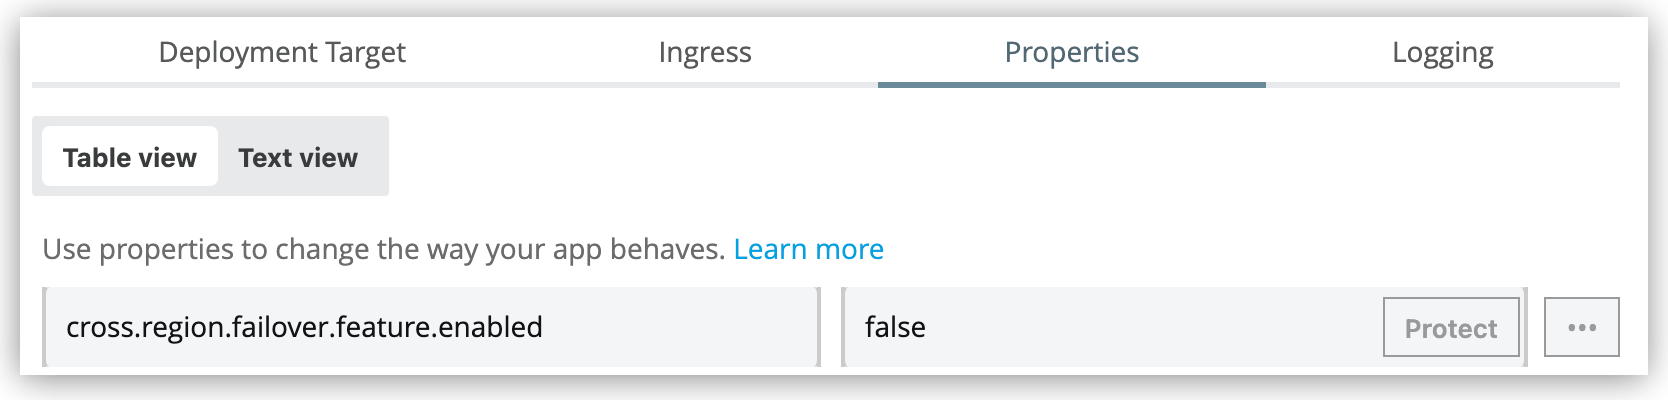 Deployment Target Ingress Properties Logging
Table view Text view
Use properties to change the way your app behaves. Learn more
cross.region.failover.feature.enabled false Protect ...